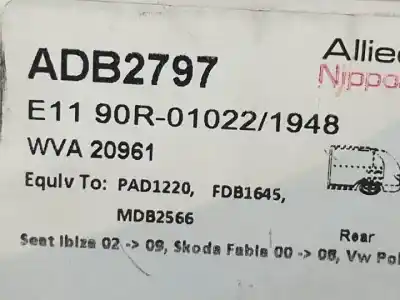 ADB2797
Allied
Nippo
E11 90R-01022/1948
WVA 20961
Equlv To: PAD1220, FDB1645,
MDB2566
Rear
Seat Ibiza 02 -> 09, Skoda Fabia 00 -> 08, Vw Pol